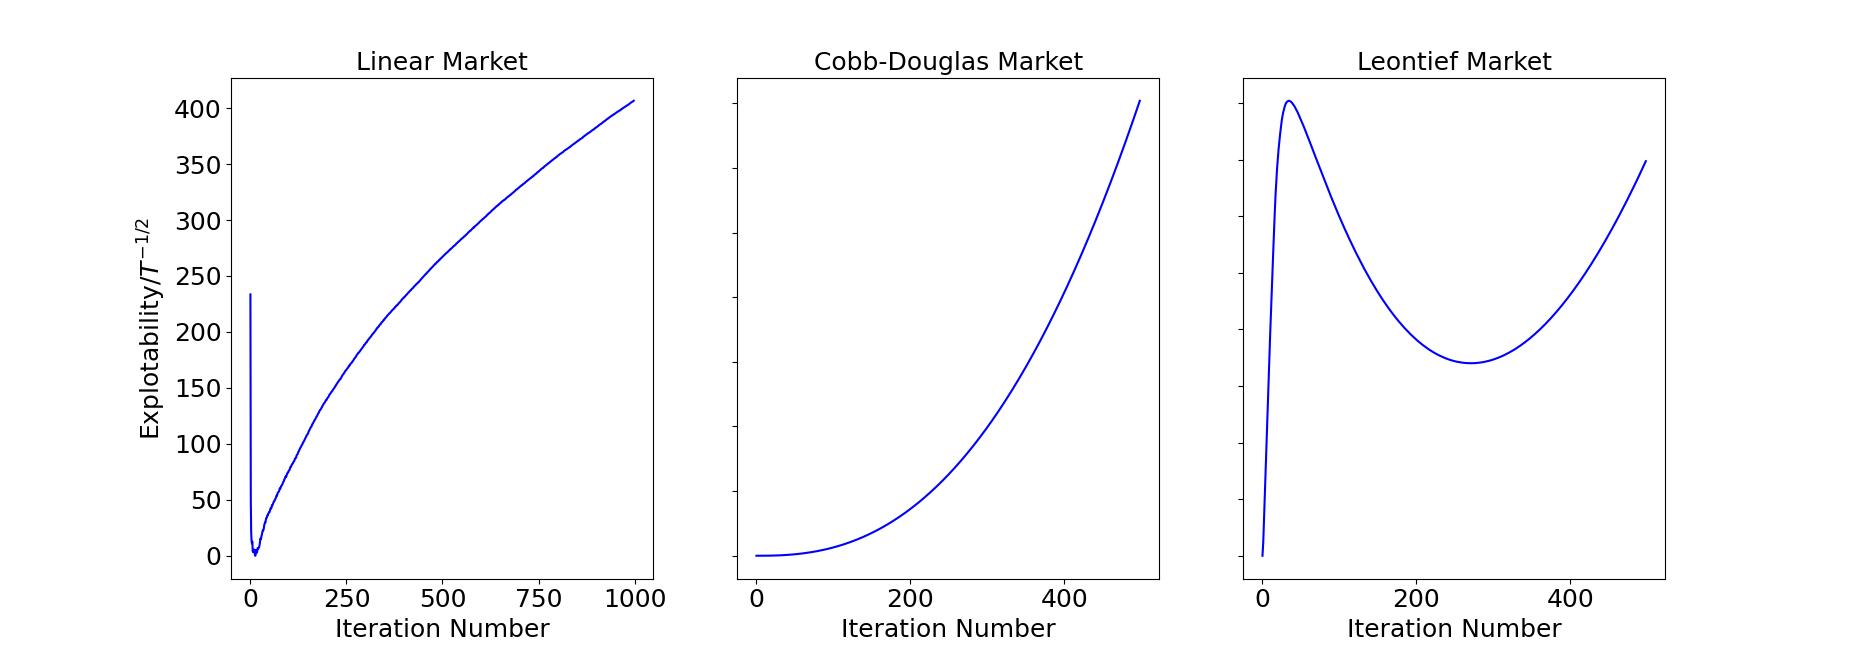 Linear Market
Cobb-Douglas Market
Leontief Market
Explotability/T^{-1/2}
400
350
300
250
200
150
100
50
0
0 250 500 750 1000
0 200 400
0 200 400
Iteration Number
Iteration Number
Iteration Number